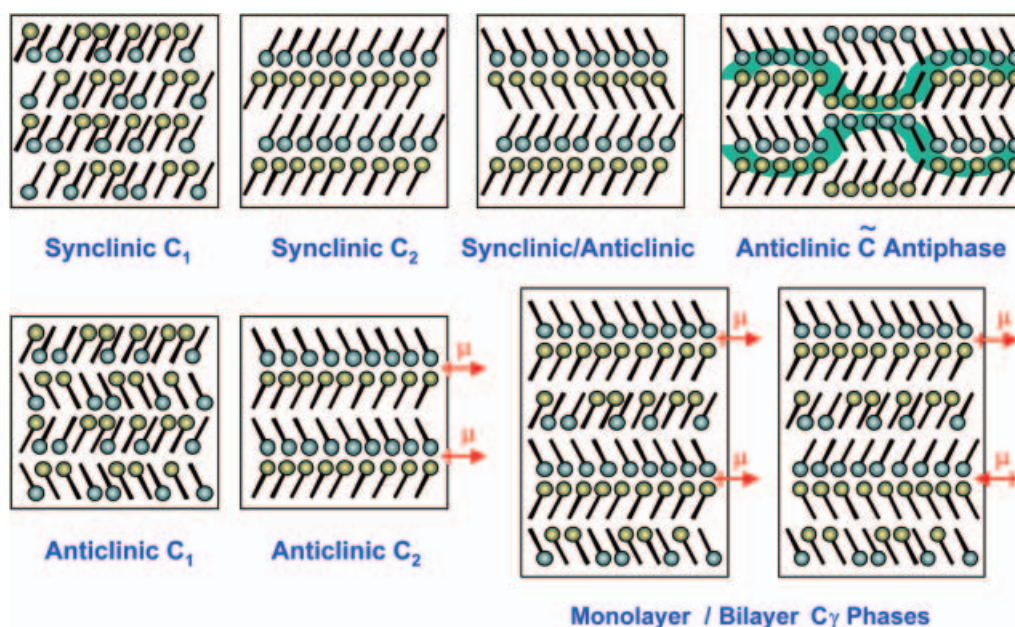 Synclinic C₁
Synclinic C₂
Synclinic/Anticlinic
Anticlinic C̃ Antiphase
μ
μ
Anticlinic C₁
Anticlinic C₂
μ
μ
μ
μ
Monolayer / Bilayer Cγ Phases